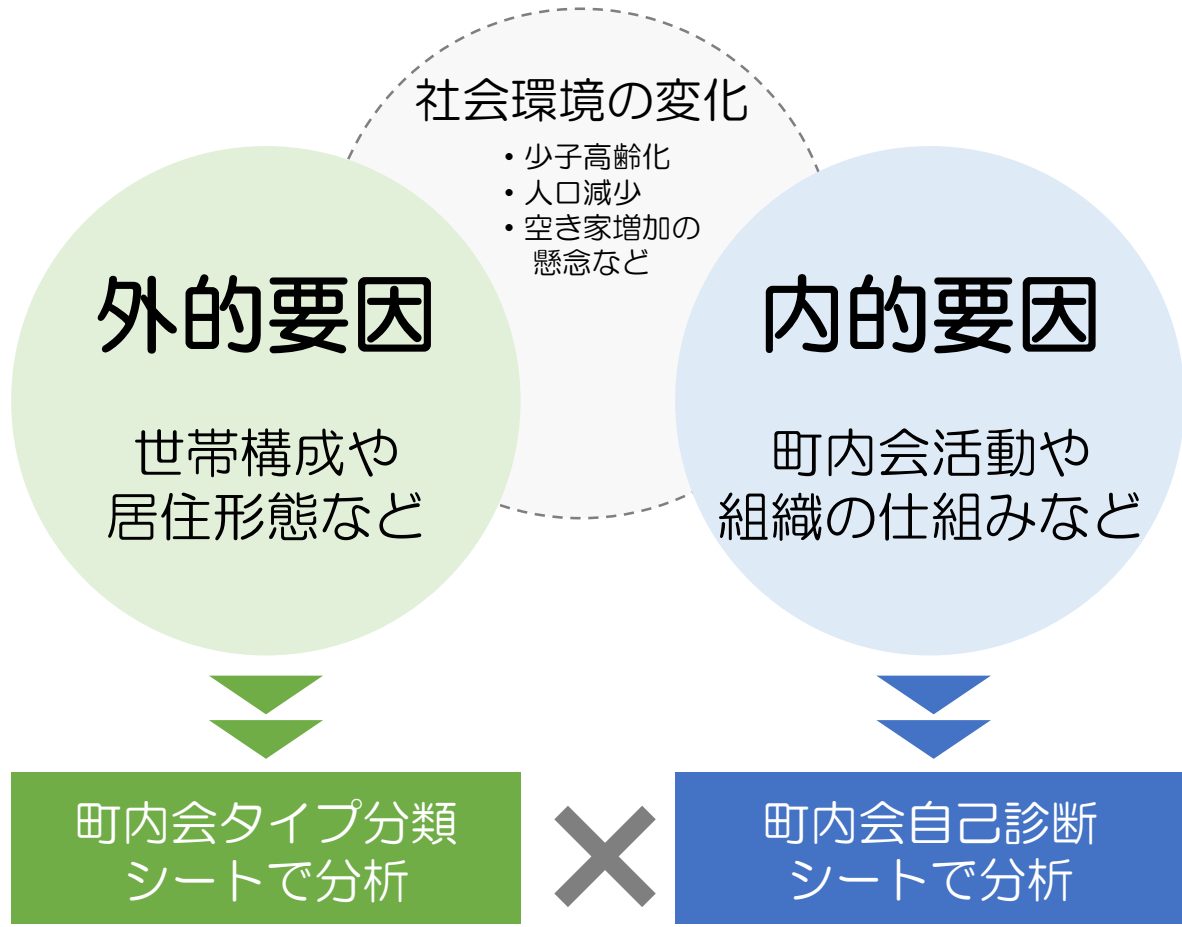 社会環境の変化
・少子高齢化
・人口減少
・空き家増加の
懸念など
外的要因
世帯構成や
居住形態など
内的要因
町内会活動や
組織の仕組みなど
町内会タイプ分類
シートで分析
町内会自己診断
シートで分析